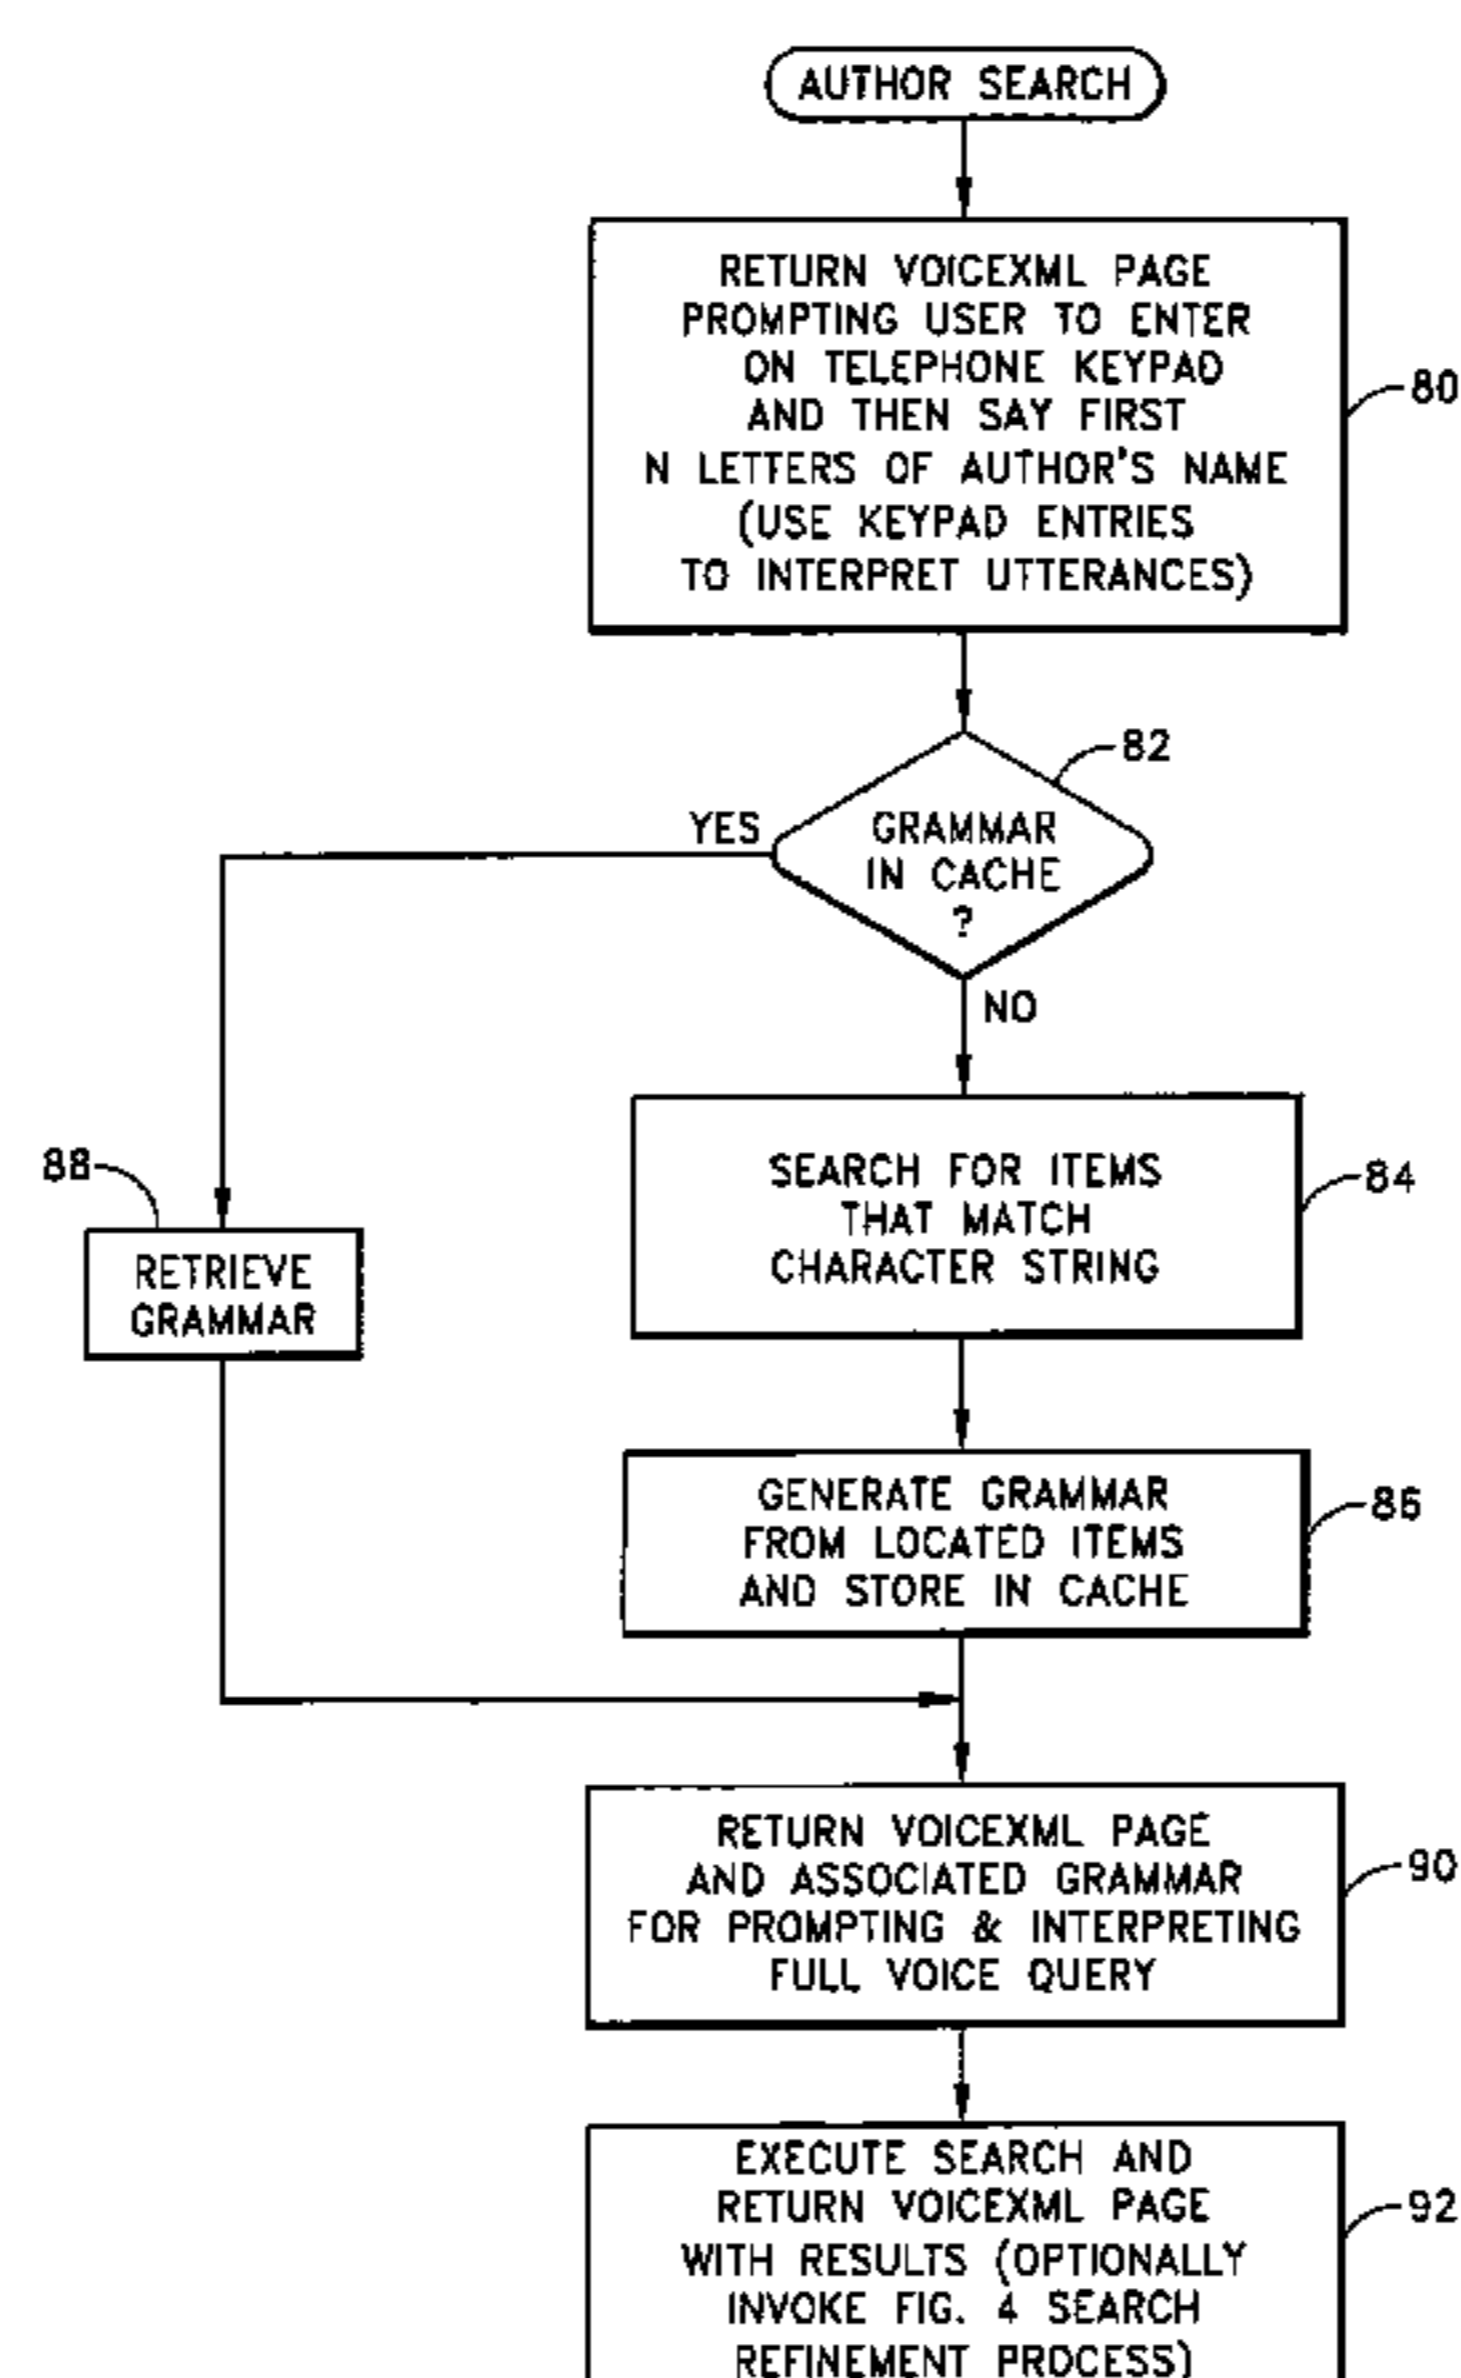 AUTHOR SEARCH
RETURN VOICEXML PAGE
PROMPTING USER TO ENTER
ON TELEPHONE KEYPAD
AND THEN SAY FIRST
N LETTERS OF AUTHOR'S NAME
(USE KEYPAD ENTRIES
TO INTERPRET UTTERANCES)
80
82
YES
GRAMMAR
IN CACHE
?
NO
SEARCH FOR ITEMS
THAT MATCH
CHARACTER STRING
84
88
RETRIEVE
GRAMMAR
GENERATE GRAMMAR
FROM LOCATED ITEMS
AND STORE IN CACHE
86
RETURN VOICEXML PAGE
AND ASSOCIATED GRAMMAR
FOR PROMPTING & INTERPRETING
FULL VOICE QUERY
90
EXECUTE SEARCH AND
RETURN VOICEXML PAGE
WITH RESULTS (OPTIONALLY
INVOKE FIG. 4 SEARCH
REFINEMENT PROCESS)
92